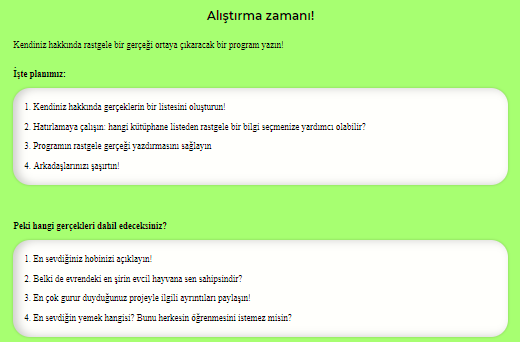 Alıştırma zamanı!
Kendiniz hakkında rastgele bir gerçeği ortaya çıkaracak bir program yazın!
İşte planımız:
1. Kendiniz hakkında gerçeklerin bir listesini oluşturun!
2. Hatırlamaya çalışın: hangi kütüphane listeden rastgele bir bilgi seçmenize yardımcı olabilir?
3. Programın rastgele gerçeği yazdırmasını sağlayın
4. Arkadaşlarınızı şaşırtın!
Peki hangi gerçekleri dahil edeceksiniz?
1. En sevdiğiniz hobinizi açıklayın!
2. Belki de evrendeki en şirin evcil hayvana sen sahipsindir?
3. En çok gurur duyduğunuz projeyle ilgili ayrıntıları paylaşın!
4. En sevdiğin yemek hangisi? Bunu herkesin öğrenmesini istemez misin?